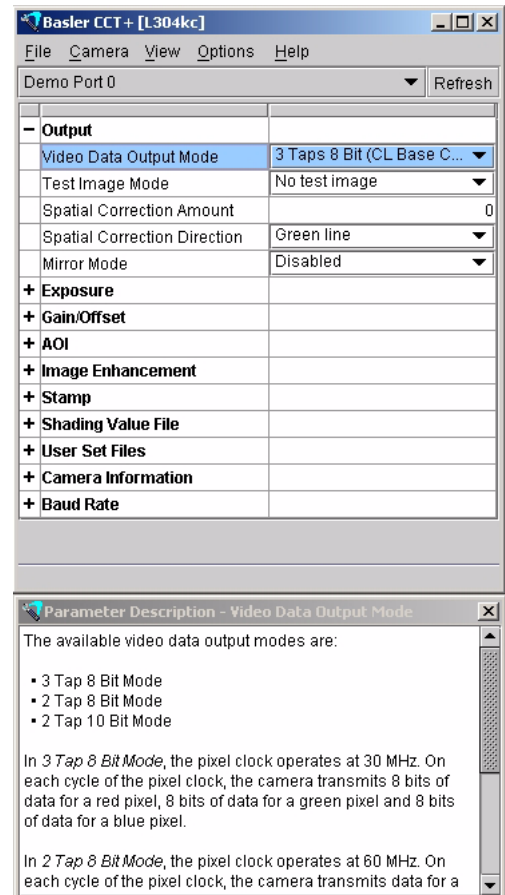 Basler CCT+ [L304kc]
File Camera View Options Help
Demo Port 0 Refresh
− Output
Video Data Output Mode 3 Taps 8 Bit (CL Base C...
Test Image Mode No test image
Spatial Correction Amount 0
Spatial Correction Direction Green line
Mirror Mode Disabled
+ Exposure
+ Gain/Offset
+ AOI
+ Image Enhancement
+ Stamp
+ Shading Value File
+ User Set Files
+ Camera Information
+ Baud Rate
Parameter Description - Video Data Output Mode
The available video data output modes are:
▪ 3 Tap 8 Bit Mode
▪ 2 Tap 8 Bit Mode
▪ 2 Tap 10 Bit Mode
In 3 Tap 8 Bit Mode, the pixel clock operates at 30 MHz. On
each cycle of the pixel clock, the camera transmits 8 bits of
data for a red pixel, 8 bits of data for a green pixel and 8 bits
of data for a blue pixel.
In 2 Tap 8 Bit Mode, the pixel clock operates at 60 MHz. On
each cycle of the pixel clock, the camera transmits data for a